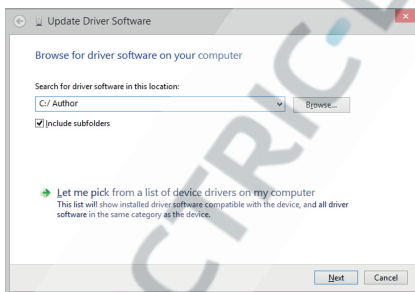 Update Driver Software
Browse for driver software on your computer
Search for driver software in this location:
C:/ Author
Browse...
Include subfolders
Let me pick from a list of device drivers on my computer
This list will show installed driver software compatible with the device, and all driver
software in the same category as the device.
Next Cancel
CTRIC